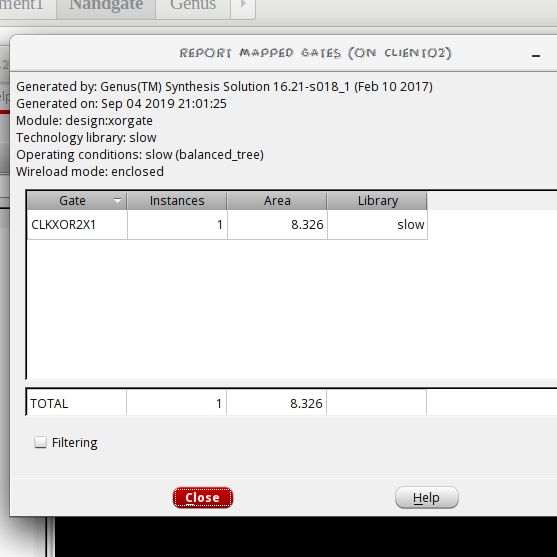 ment1 Nandgate Genus
REPORT MAPPED GATES (ON CLIENT02)
Generated by: Genus(TM) Synthesis Solution 16.21-s018_1 (Feb 10 2017)
Generated on: Sep 04 2019 21:01:25
Module: design:xorgate
Technology library: slow
Operating conditions: slow (balanced_tree)
Wireload mode: enclosed
Gate Instances Area Library
CLKXOR2X1 1 8.326 slow
TOTAL 1 8.326
Filtering
Close Help